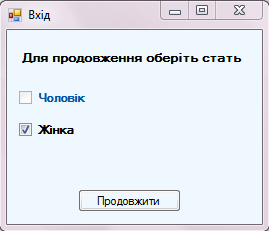 Вхід
Для продовження оберіть стать
Чоловік
Жінка
Продовжити